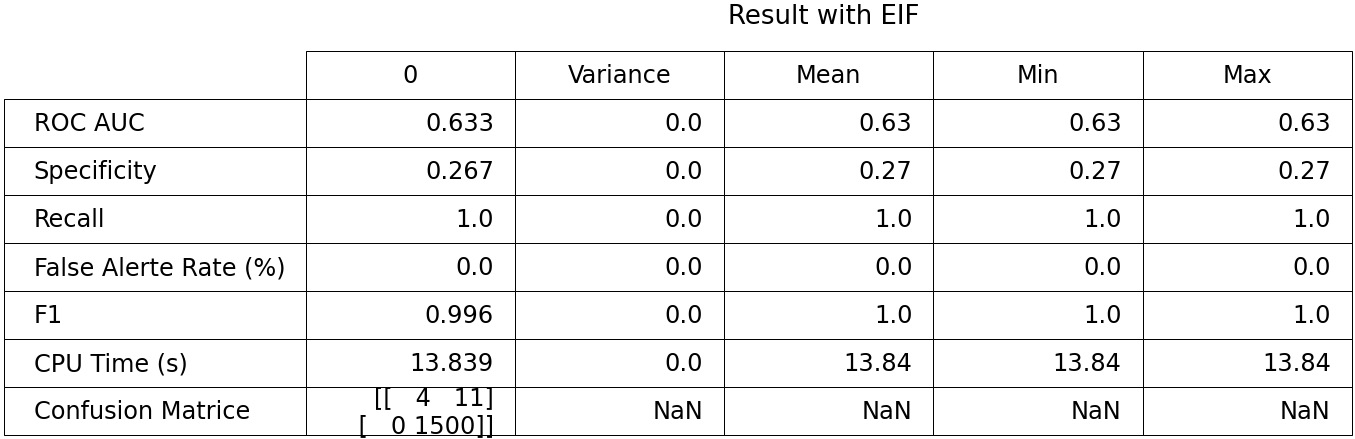 Result with EIF
0 Variance Mean Min Max
ROC AUC 0.633 0.0 0.63 0.63 0.63
Specificity 0.267 0.0 0.27 0.27 0.27
Recall 1.0 0.0 1.0 1.0 1.0
False Alerte Rate (%) 0.0 0.0 0.0 0.0 0.0
F1 0.996 0.0 1.0 1.0 1.0
CPU Time (s) 13.839 0.0 13.84 13.84 13.84
Confusion Matrice [[ 4 11]
[ 0 1500]] NaN NaN NaN NaN